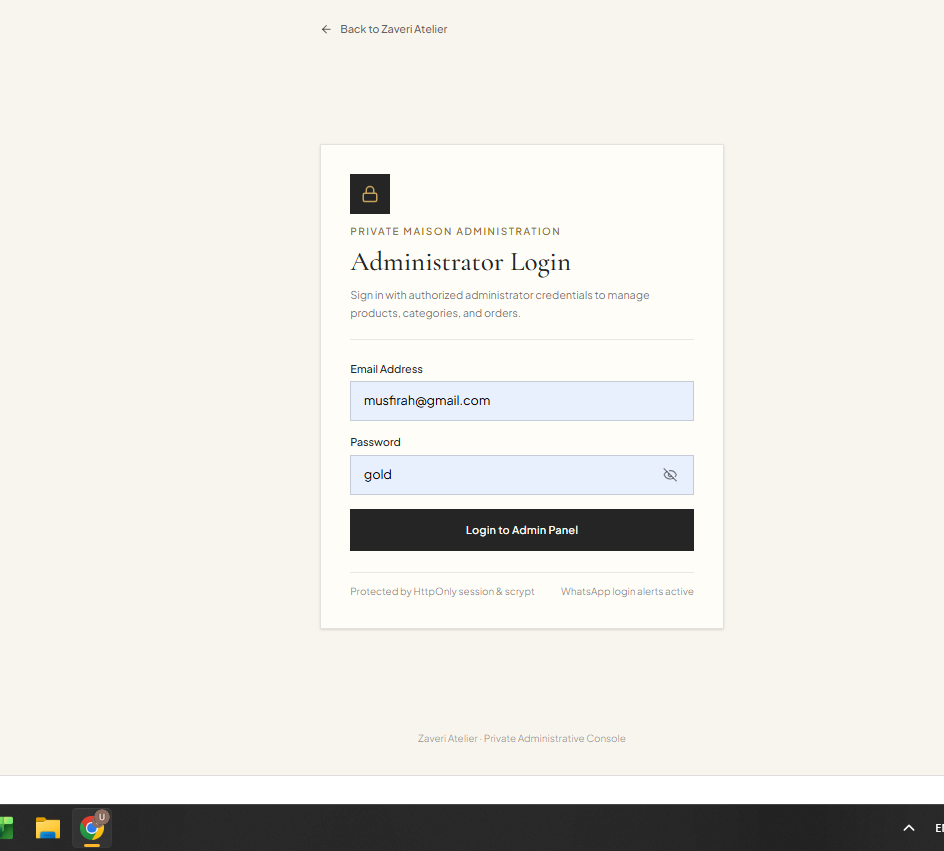 Back to Zaveri Atelier
PRIVATE MAISON ADMINISTRATION
Administrator Login
Sign in with authorized administrator credentials to manage
products, categories, and orders.
Email Address
musfirah@gmail.com
Password
gold
Login to Admin Panel
Protected by HttpOnly session & scrypt WhatsApp login alerts active
Zaveri Atelier · Private Administrative Console
U